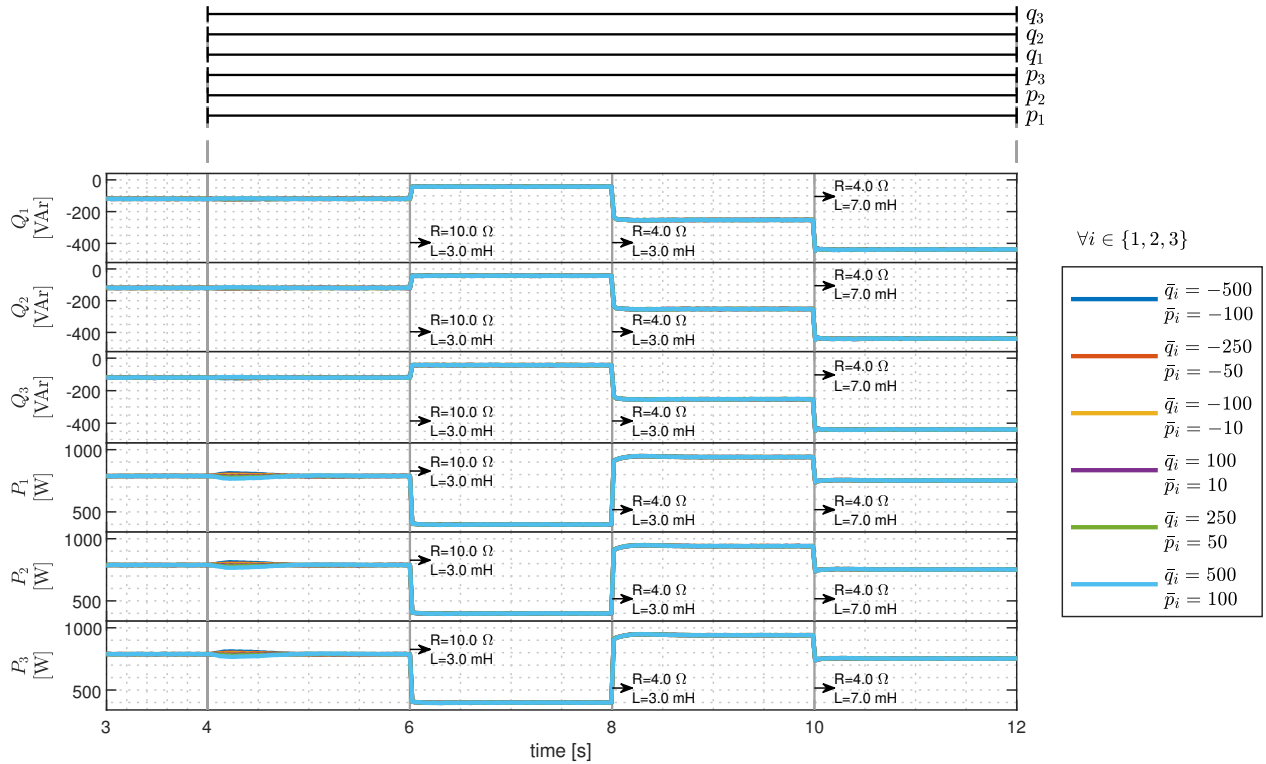 q₃
q₂
q₁
p₃
p₂
p₁
0
-200
-400
Q₁
[VAr]
R=10.0 Ω
L=3.0 mH
R=4.0 Ω
L=3.0 mH
R=4.0 Ω
L=7.0 mH
0
-200
-400
Q₂
[VAr]
R=10.0 Ω
L=3.0 mH
R=4.0 Ω
L=3.0 mH
R=4.0 Ω
L=7.0 mH
0
-200
-400
Q₃
[VAr]
R=10.0 Ω
L=3.0 mH
R=4.0 Ω
L=3.0 mH
R=4.0 Ω
L=7.0 mH
1000
500
P₁
[W]
R=10.0 Ω
L=3.0 mH
R=4.0 Ω
L=3.0 mH
R=4.0 Ω
L=7.0 mH
1000
500
P₂
[W]
R=10.0 Ω
L=3.0 mH
R=4.0 Ω
L=3.0 mH
R=4.0 Ω
L=7.0 mH
1000
500
P₃
[W]
R=10.0 Ω
L=3.0 mH
R=4.0 Ω
L=3.0 mH
R=4.0 Ω
L=7.0 mH
3 4 6 8 10 12
time [s]
∀i ∈ {1, 2, 3}
q̄ᵢ = −500
p̄ᵢ = −100
q̄ᵢ = −250
p̄ᵢ = −50
q̄ᵢ = −100
p̄ᵢ = −10
q̄ᵢ = 100
p̄ᵢ = 10
q̄ᵢ = 250
p̄ᵢ = 50
q̄ᵢ = 500
p̄ᵢ = 100